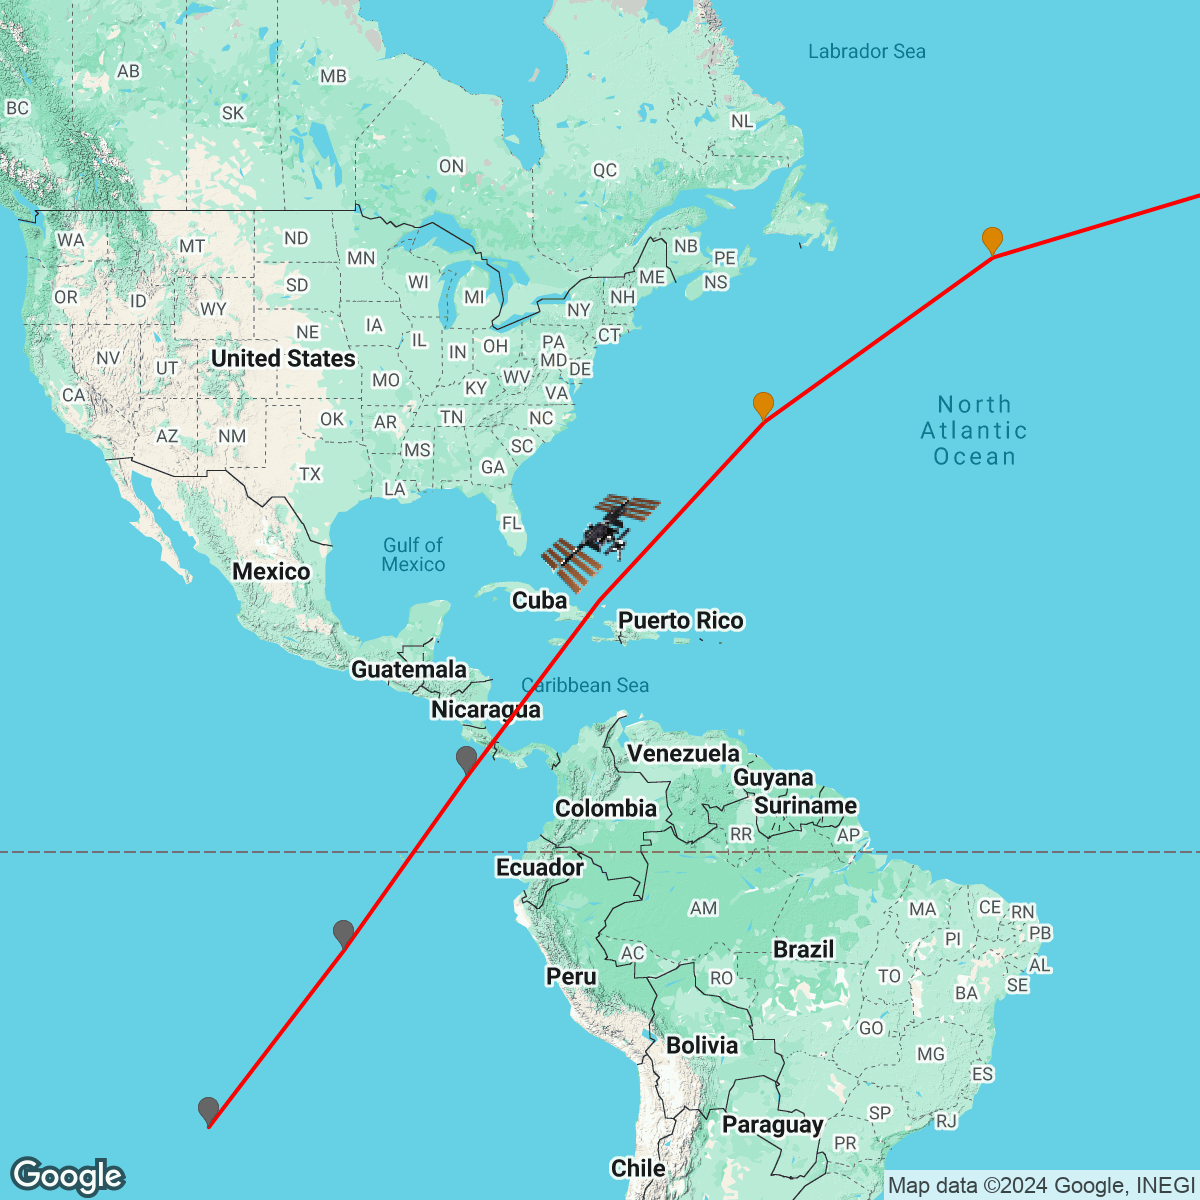 Labrador Sea
AB
MB
BC
SK
NL
ON
QC
WA
MT
ND
MN
NB
PE
OR
ID
SD
WI
MI
ME
NS
WY
NH
NY
NE
IA
IL
IN
OH
PA
CT
NV
UT
United States
MD
DE
MO
KY
WV
VA
CA
North
Atlantic
Ocean
AZ
NM
OK
AR
TN
NC
SC
MS
GA
TX
LA
FL
Gulf of
Mexico
Mexico
Cuba
Puerto Rico
Guatemala
Caribbean Sea
Nicaragua
Venezuela
Guyana
Colombia
Suriname
RR
AP
Ecuador
AM
MA
CE
RN
PB
PI
AC
Brazil
AL
Peru
RO
TO
SE
BA
GO
Bolivia
MG
ES
SP
RJ
Paraguay
PR
Chile
Google
Map data ©2024 Google, INEGI